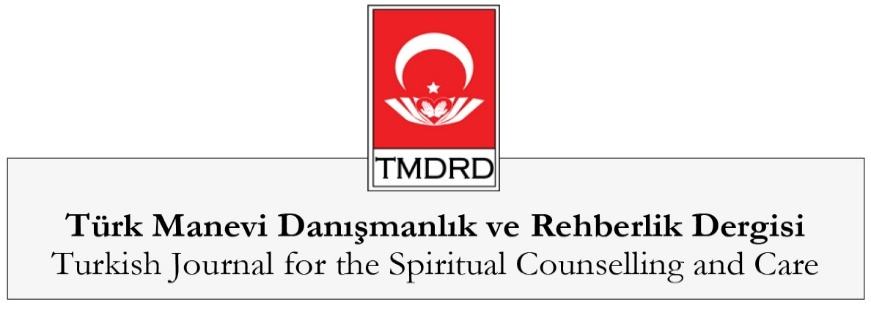 TMDRD
Türk Manevi Danışmanlık ve Rehberlik Dergisi
Turkish Journal for the Spiritual Counselling and Care